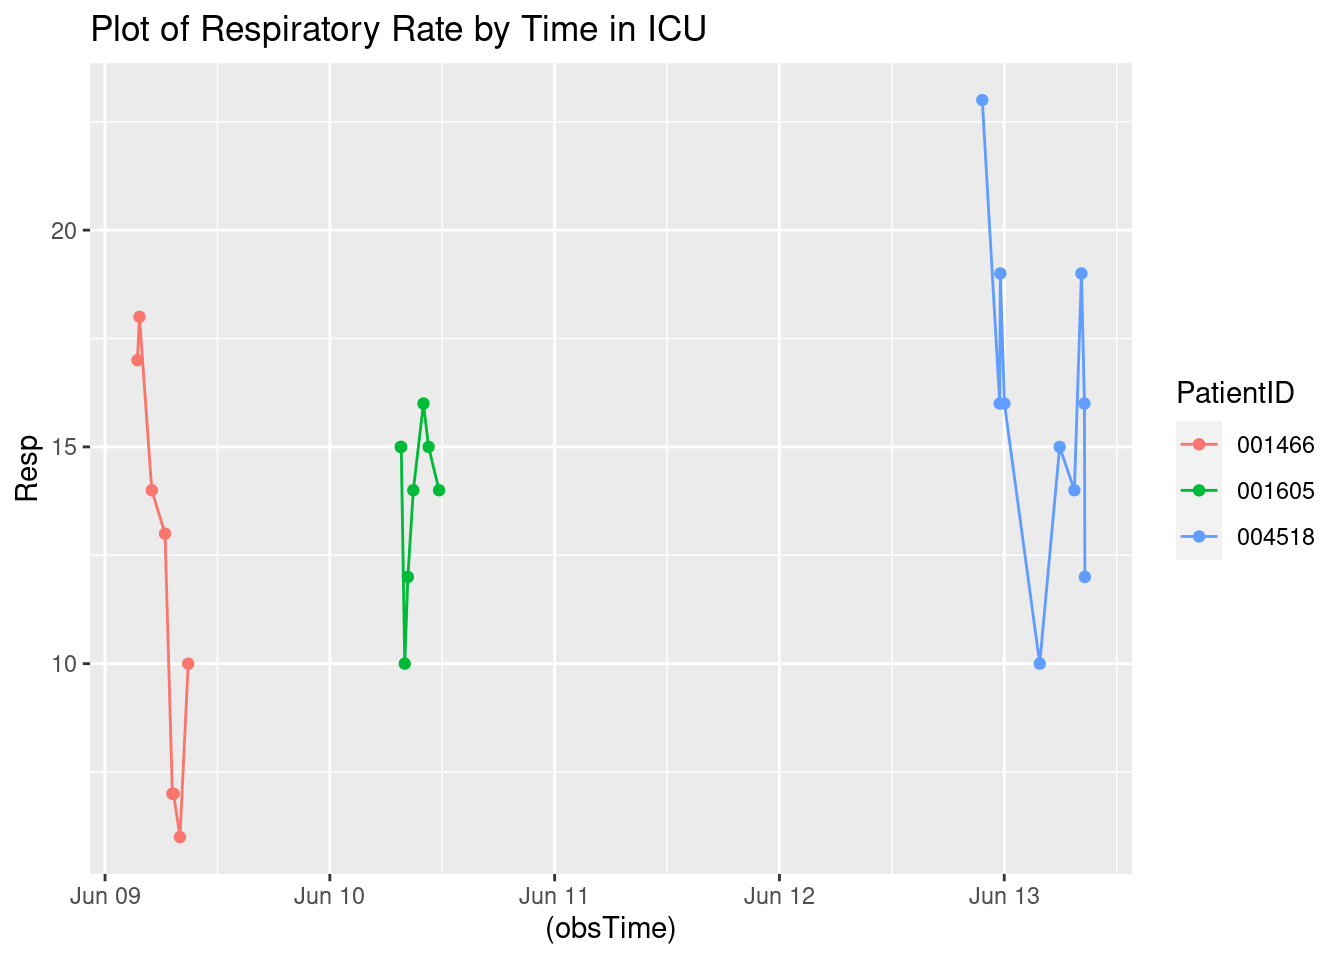 Plot of Respiratory Rate by Time in ICU
Resp
20
15
10
Jun 09
Jun 10
Jun 11
Jun 12
Jun 13
(obsTime)
PatientID
001466
001605
004518